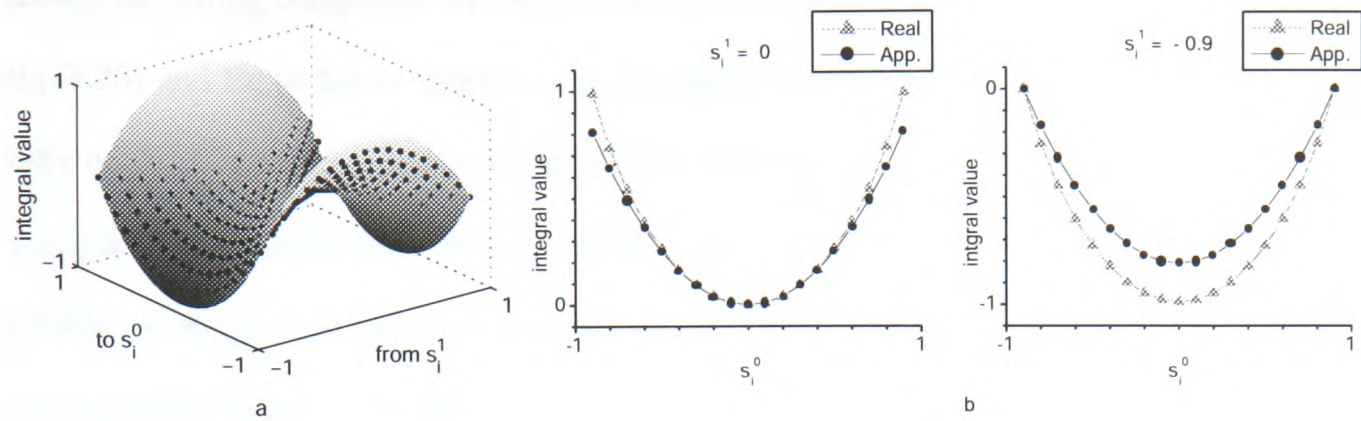 1
integral value
-1
1
to s_i^0
-1
-1
from s_i^1
1
a
s_i^1 = 0
Real
App.
1
integral value
0
-1
1
s_i^0
s_i^1 = - 0.9
Real
App.
0
intgral value
-1
-1
1
s_i^0
b